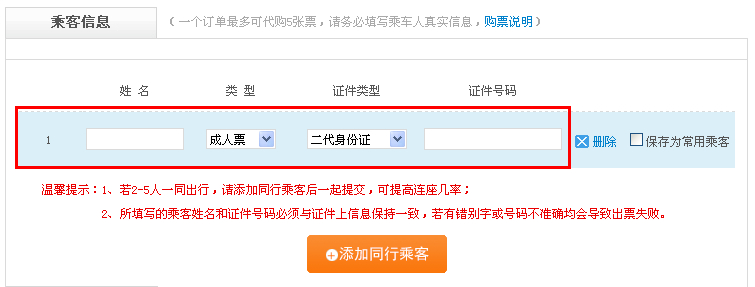 乘客信息 （一个订单最多可代购5张票，请务必填写乘车人真实信息，购票说明）
姓 名 类 型 证件类型 证件号码
1 成人票 二代身份证 删除 保存为常用乘客
温馨提示：1、若2-5人一同出行，请添加同行乘客后一起提交，可提高连座几率；
2、所填写的乘客姓名和证件号码必须与证件上信息保持一致，若有错别字或号码不准确均会导致出票失败。
添加同行乘客